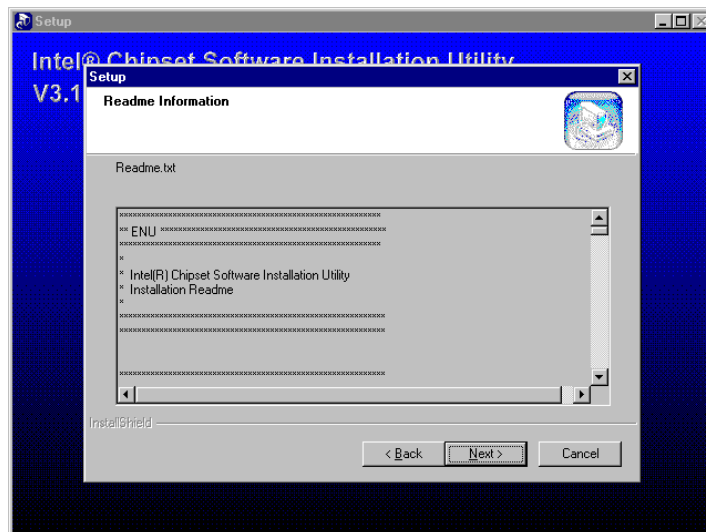 Setup
Intel® Chipset Software Installation Utility
V3.1
Setup
Readme Information
Readme.txt
*******************************************************
** ENU ************************************************
*******************************************************
*
* Intel(R) Chipset Software Installation Utility
* Installation Readme
*
********************************************************
********************************************************
********************************************************
InstallShield
< Back
Next >
Cancel